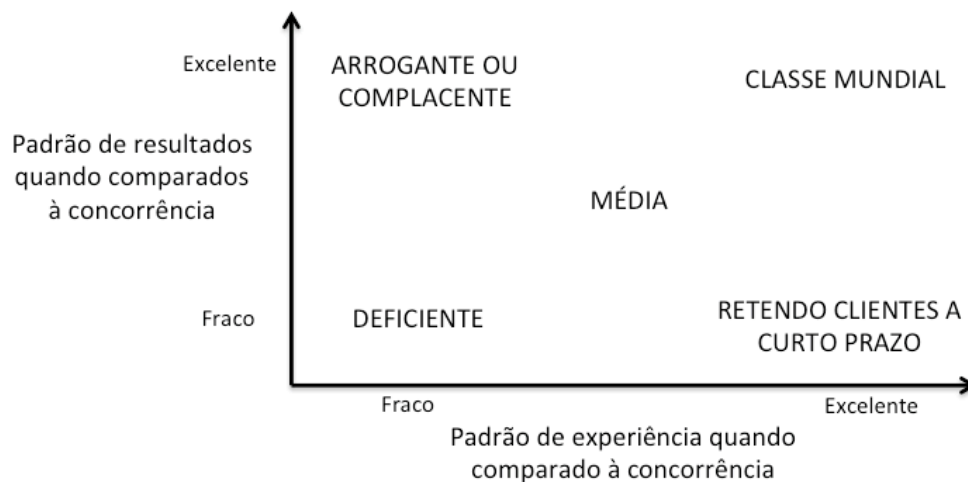 Excelente
ARROGANTE OU
COMPLACENTE
CLASSE MUNDIAL
Padrão de resultados
quando comparados
à concorrência
MÉDIA
Fraco
DEFICIENTE
RETENDO CLIENTES A
CURTO PRAZO
Fraco
Excelente
Padrão de experiência quando
comparado à concorrência